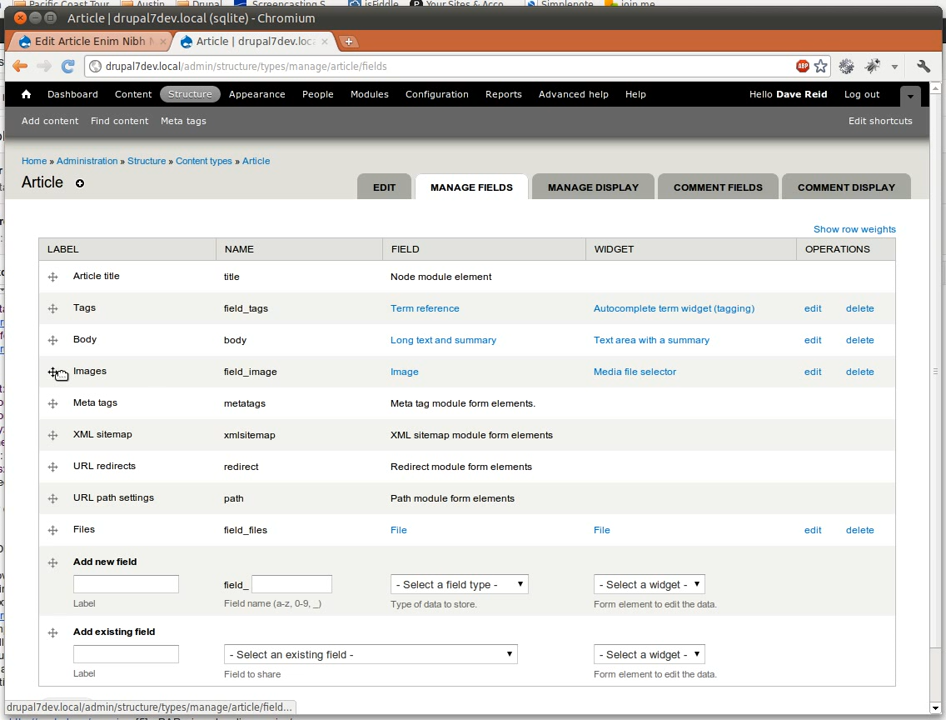 Article | drupal7dev.local (sqlite) - Chromium
Edit Article Enim Nibh
Article | drupal7dev.loc
drupal7dev.local/admin/structure/types/manage/article/fields
Dashboard Content Structure Appearance People Modules Configuration Reports Advanced help Help Hello Dave Reid Log out
Add content Find content Meta tags Edit shortcuts
Home » Administration » Structure » Content types » Article
Article
EDIT MANAGE FIELDS MANAGE DISPLAY COMMENT FIELDS COMMENT DISPLAY
Show row weights
LABEL NAME FIELD WIDGET OPERATIONS
Article title title Node module element
Tags field_tags Term reference Autocomplete term widget (tagging) edit delete
Body body Long text and summary Text area with a summary edit delete
Images field_image Image Media file selector edit delete
Meta tags metatags Meta tag module form elements.
XML sitemap xmlsitemap XML sitemap module form elements
URL redirects redirect Redirect module form elements
URL path settings path Path module form elements
Files field_files File File edit delete
Add new field
field_ - Select a field type - - Select a widget -
Label Field name (a-z, 0-9, _) Type of data to store. Form element to edit the data.
Add existing field
- Select an existing field - - Select a widget -
Label Field to share Form element to edit the data.
drupal7dev.local/admin/structure/types/manage/article/field...